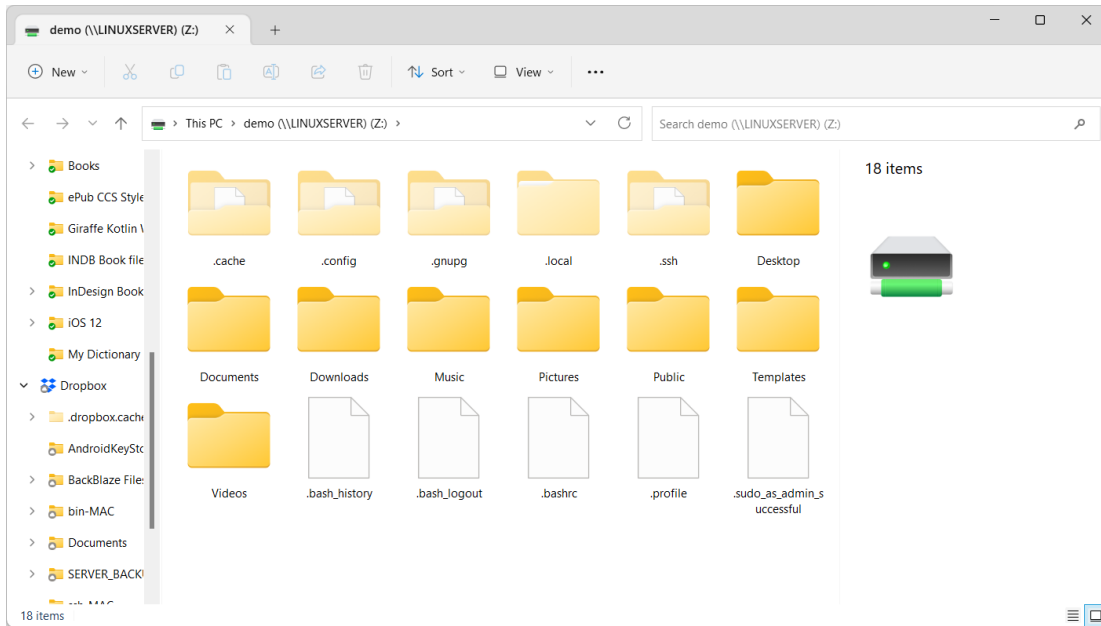 demo (\\LINUXSERVER) (Z:)
New
Sort
View
This PC > demo (\\LINUXSERVER) (Z:) >
Search demo (\\LINUXSERVER) (Z:)
Books
ePub CCS Style
Giraffe Kotlin
INDB Book file
InDesign Book
iOS 12
My Dictionary
Dropbox
.dropbox.cache
AndroidKeySto
BackBlaze Files
bin-MAC
Documents
SERVER_BACKU
.cache
.config
.gnupg
.local
.ssh
Desktop
Documents
Downloads
Music
Pictures
Public
Templates
Videos
.bash_history
.bash_logout
.bashrc
.profile
.sudo_as_admin_s
uccessful
18 items
18 items